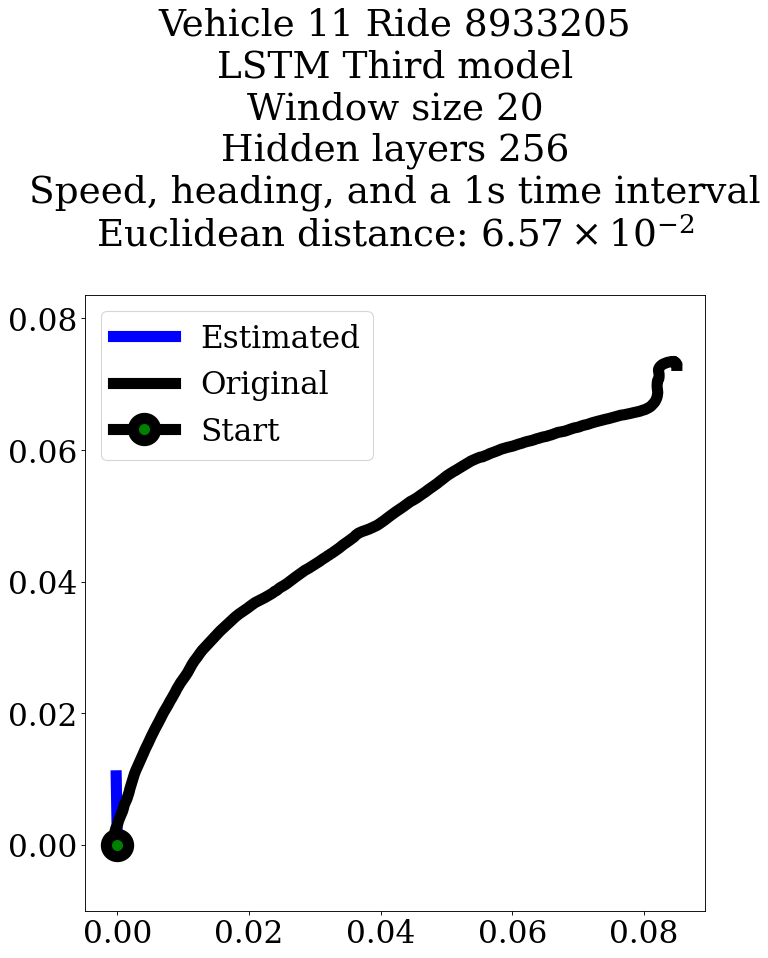 Vehicle 11 Ride 8933205
LSTM Third model
Window size 20
Hidden layers 256
Speed, heading, and a 1s time interval
Euclidean distance: 6.57 × 10⁻²
Estimated
Original
Start
0.08
0.06
0.04
0.02
0.00
0.00 0.02 0.04 0.06 0.08